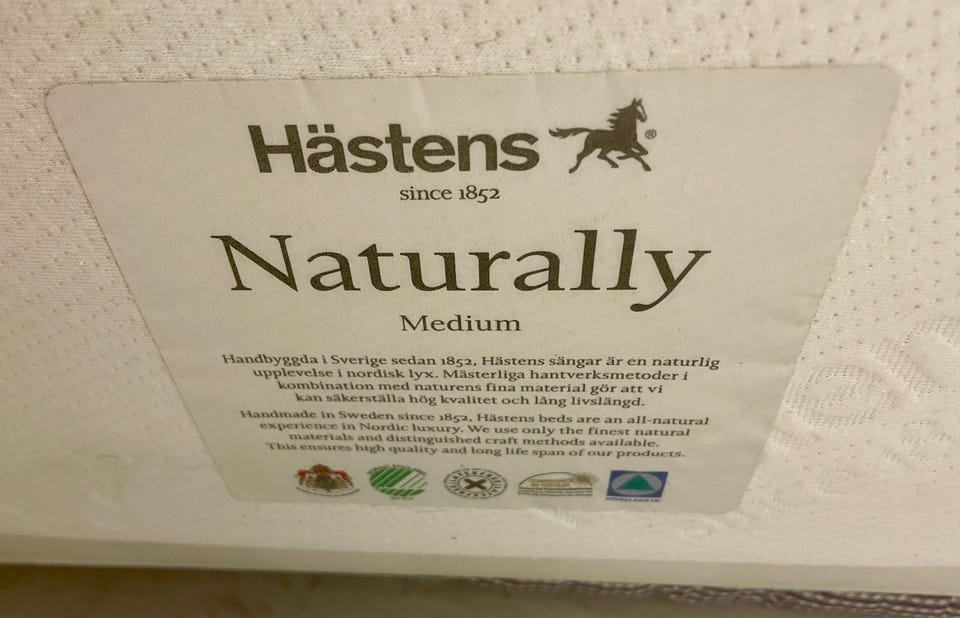 Hästens ®
since 1852
Naturally
Medium
Handbyggda i Sverige sedan 1852, Hästens sängar är en naturlig
upplevelse i nordisk lyx. Mästerliga hantverksmetoder i
kombination med naturens fina material gör att vi
kan säkerställa hög kvalitet och lång livslängd.
Handmade in Sweden since 1852, Hästens beds are an all-natural
experience in Nordic luxury. We use only the finest natural
materials and distinguished craft methods available.
This ensures high quality and long life span of our products.
MÖBELFAKTA